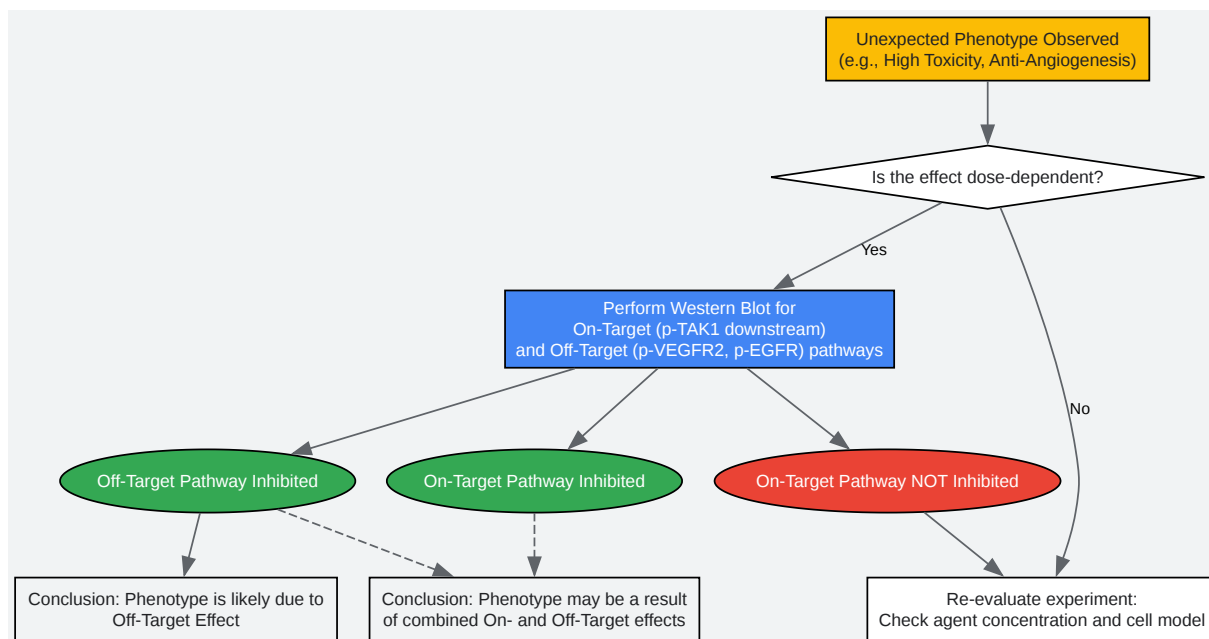 Unexpected Phenotype Observed
(e.g., High Toxicity, Anti-Angiogenesis)
Is the effect dose-dependent?
Yes
Perform Western Blot for
On-Target (p-TAK1 downstream)
and Off-Target (p-VEGFR2, p-EGFR) pathways
No
Off-Target Pathway Inhibited
On-Target Pathway Inhibited
On-Target Pathway NOT Inhibited
Conclusion: Phenotype is likely due to
Off-Target Effect
Conclusion: Phenotype may be a result
of combined On- and Off-Target effects
Re-evaluate experiment:
Check agent concentration and cell model